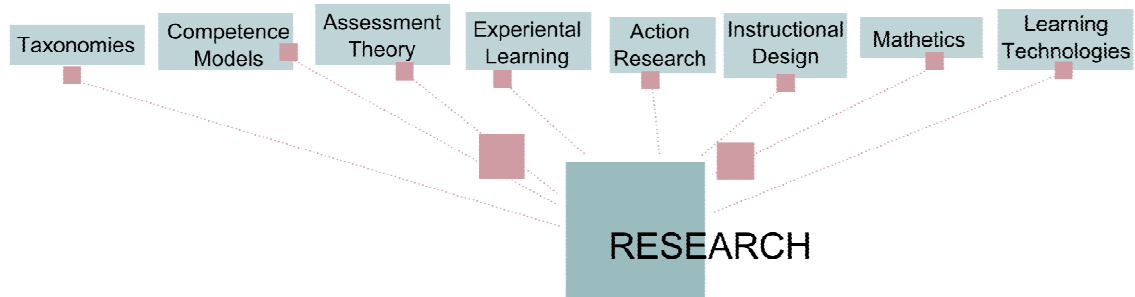 Taxonomies
Competence
Models
Assessment
Theory
Experiental
Learning
Action
Research
Instructional
Design
Mathetics
Learning
Technologies
RESEARCH